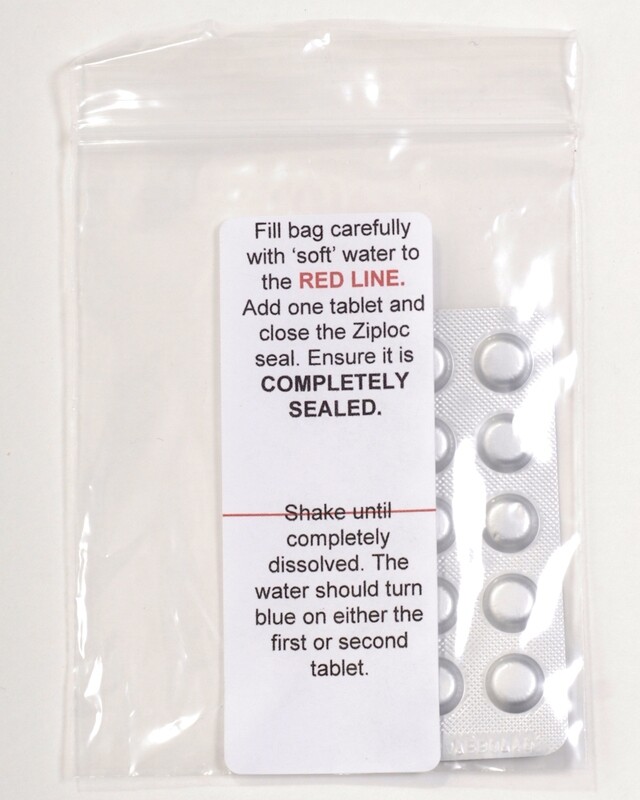 Fill bag carefully
with ‘soft’ water to
the RED LINE.
Add one tablet and
close the Ziploc
seal. Ensure it is
COMPLETELY
SEALED.
Shake until
completely
dissolved. The
water should turn
blue on either the
first or second
tablet.